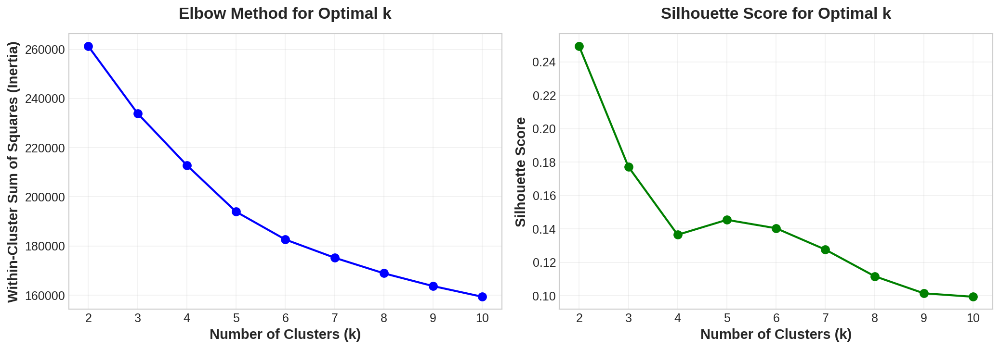 Elbow Method for Optimal k
Within-Cluster Sum of Squares (Inertia)
260000
240000
220000
200000
180000
160000
2 3 4 5 6 7 8 9 10
Number of Clusters (k)
Silhouette Score for Optimal k
Silhouette Score
0.24
0.22
0.20
0.18
0.16
0.14
0.12
0.10
2 3 4 5 6 7 8 9 10
Number of Clusters (k)